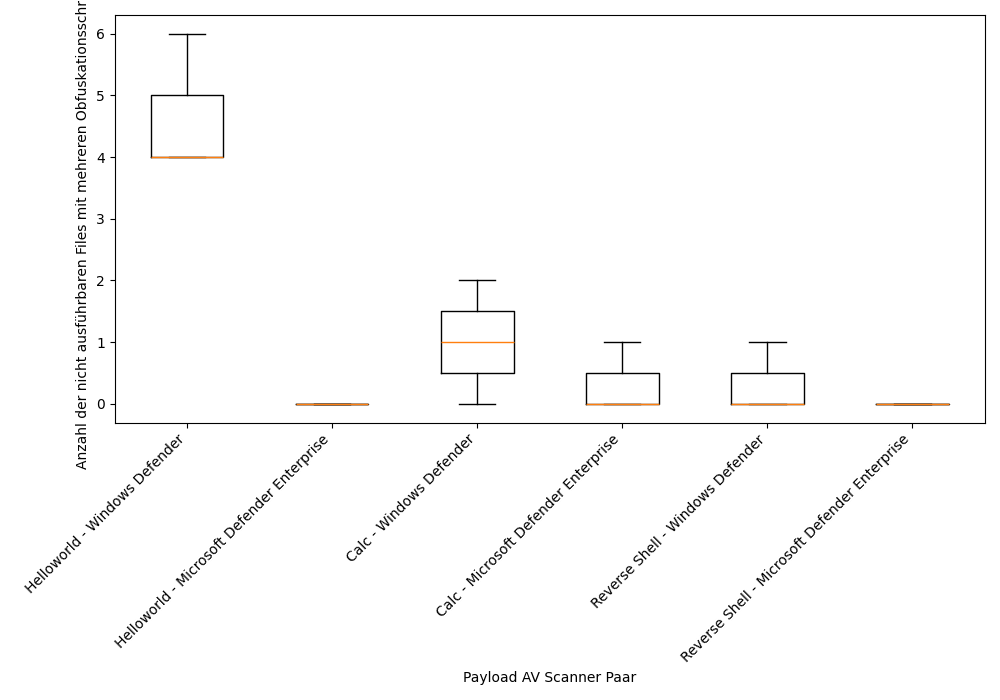 Anzahl der nicht ausführbaren Files mit mehreren Obfuskationsschr
6
5
4
3
2
1
0
Helloworld - Windows Defender
Helloworld - Microsoft Defender Enterprise
Calc - Windows Defender
Calc - Microsoft Defender Enterprise
Reverse Shell - Windows Defender
Reverse Shell - Microsoft Defender Enterprise
Payload AV Scanner Paar